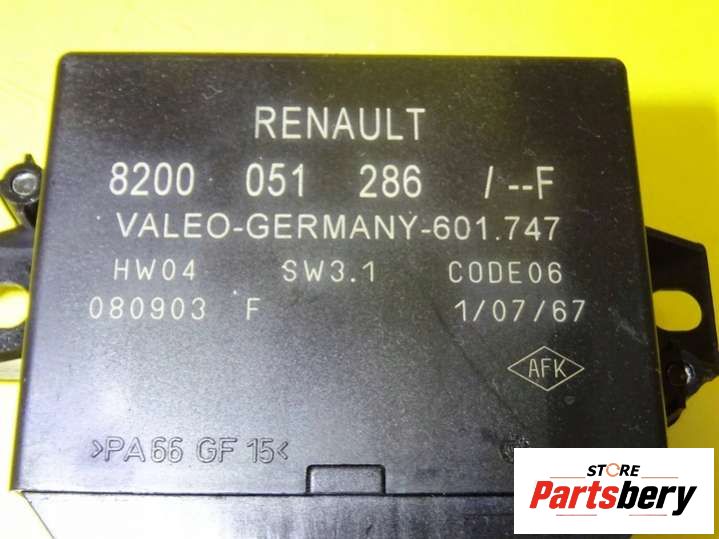 RENAULT
8200 051 286 /--F
VALEO-GERMANY-601.747
HW04 SW3.1 CODE06
080903 F 1/07/67
AFK
>PA66 GF 15<
STORE
Partsbery